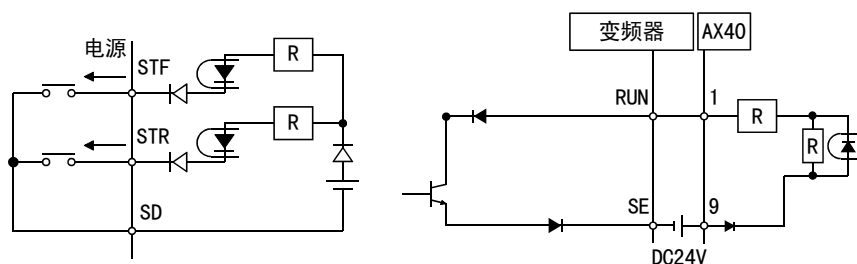 电源
STF
R
STR
R
SD
变频器
AX40
RUN
1
R
R
SE
9
DC24V